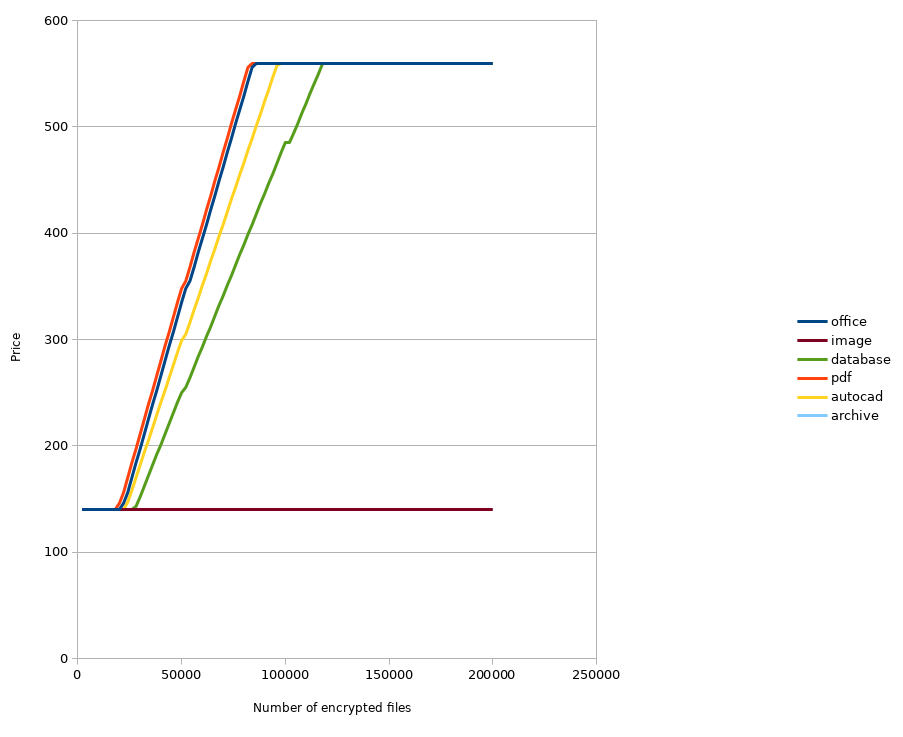 600
500
400
300
200
100
0
Price
0 50000 100000 150000 200000 250000
Number of encrypted files
office
image
database
pdf
autocad
archive